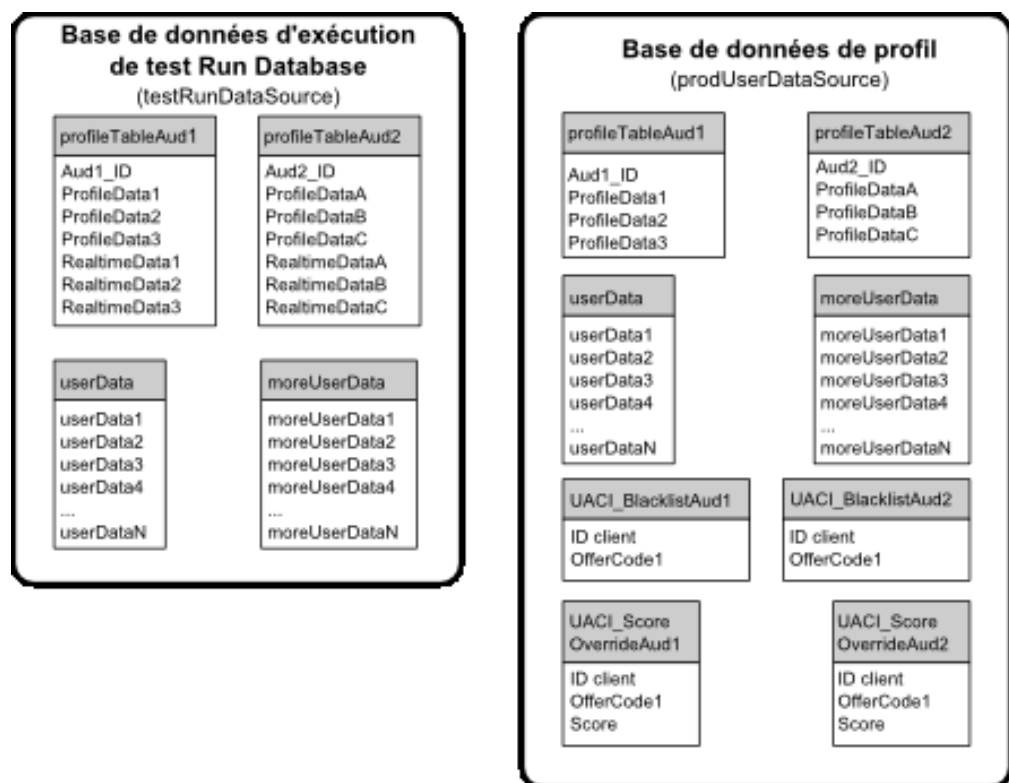 Base de données d'exécution
de test Run Database
(testRunDataSource)
profileTableAud1
Aud1_ID
ProfileData1
ProfileData2
ProfileData3
RealtimeData1
RealtimeData2
RealtimeData3
profileTableAud2
Aud2_ID
ProfileDataA
ProfileDataB
ProfileDataC
RealtimeDataA
RealtimeDataB
RealtimeDataC
userData
userData1
userData2
userData3
userData4
...
userDataN
moreUserData
moreUserData1
moreUserData2
moreUserData3
moreUserData4
...
moreUserDataN
Base de données de profil
(prodUserDataSource)
profileTableAud1
Aud1_ID
ProfileData1
ProfileData2
ProfileData3
profileTableAud2
Aud2_ID
ProfileDataA
ProfileDataB
ProfileDataC
userData
userData1
userData2
userData3
userData4
...
userDataN
moreUserData
moreUserData1
moreUserData2
moreUserData3
moreUserData4
...
moreUserDataN
UACI_BlacklistAud1
ID client
OfferCode1
UACI_BlacklistAud2
ID client
OfferCode1
UACI_Score
OverrideAud1
ID client
OfferCode1
Score
UACI_Score
OverrideAud2
ID client
OfferCode1
Score